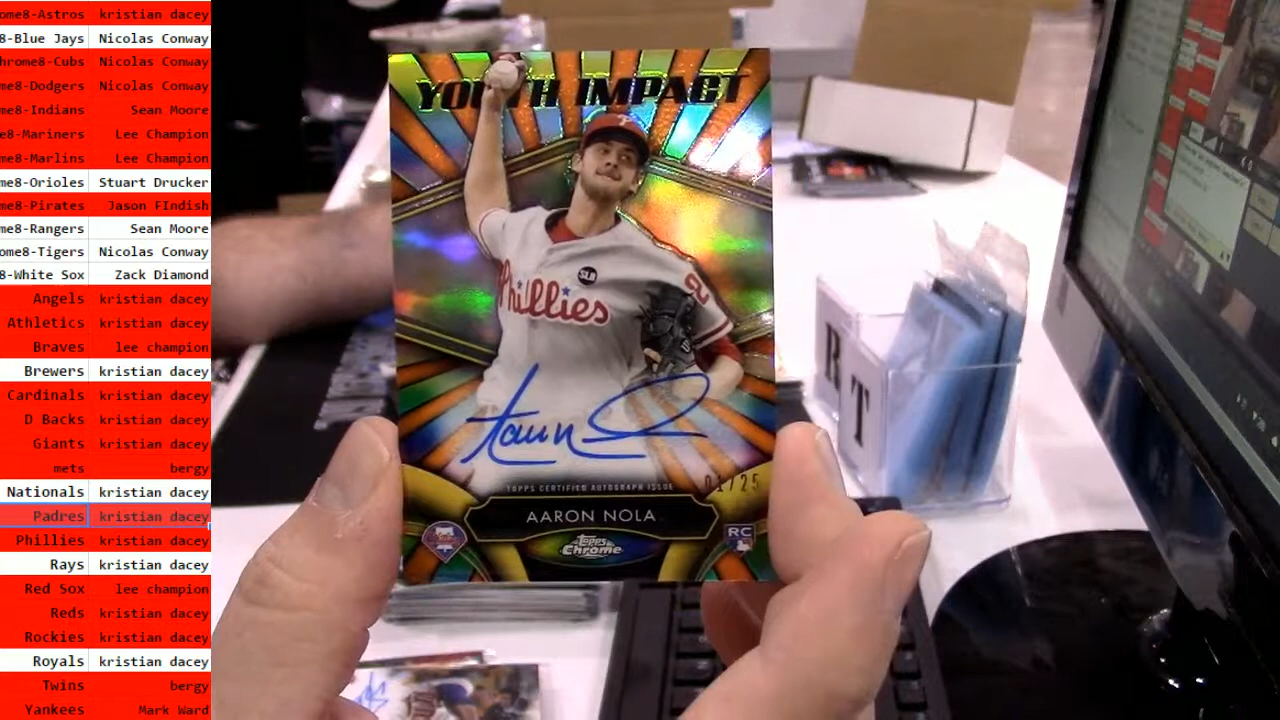 ome8-Astros kristian dacey
8-Blue Jays Nicolas Conway
hrome8-Cubs Nicolas Conway
me8-Dodgers Nicolas Conway
me8-Indians Sean Moore
me8-Mariners Lee Champion
me8-Marlins Lee Champion
me8-Orioles Stuart Drucker
me8-Pirates Jason FIndish
me8-Rangers Sean Moore
ome8-Tigers Nicolas Conway
8-White Sox Zack Diamond
Angels kristian dacey
Athletics kristian dacey
Braves lee champion
Brewers kristian dacey
Cardinals kristian dacey
D Backs kristian dacey
Giants kristian dacey
mets bergy
Nationals kristian dacey
Padres kristian dacey
Phillies kristian dacey
Rays kristian dacey
Red Sox lee champion
Reds kristian dacey
Rockies kristian dacey
Royals kristian dacey
Twins bergy
Yankees Mark Ward
YOUTH IMPACT
P
SLB
Phillies
2
TOPPS CERTIFIED AUTOGRAPH ISSUE
01/25
AARON NOLA
Topps
Chrome
RC
B T